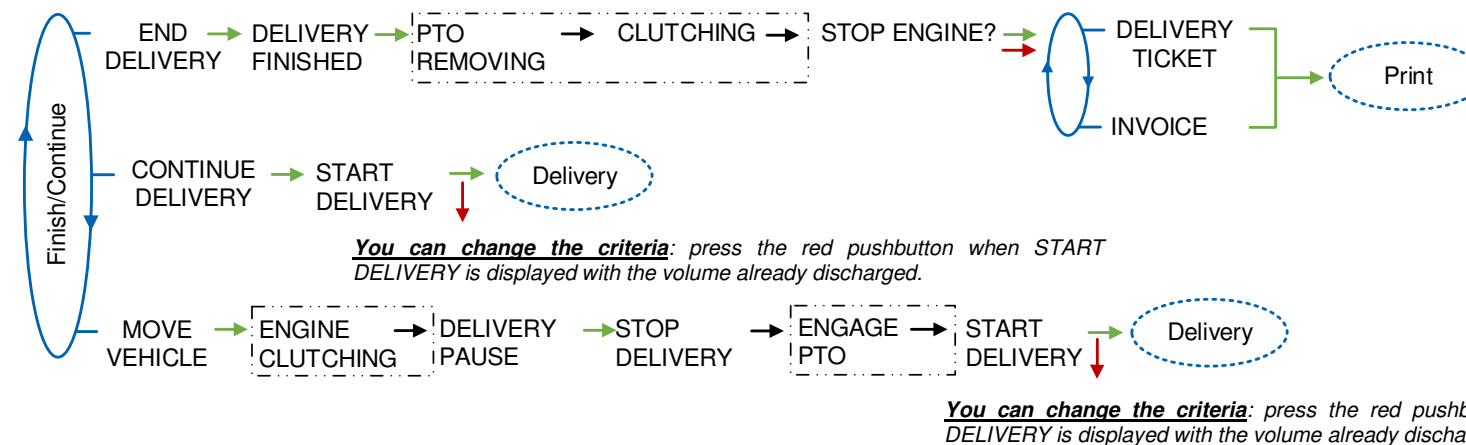 Finish/Continue
END DELIVERY
DELIVERY FINISHED
PTO REMOVING
CLUTCHING
STOP ENGINE?
DELIVERY TICKET
INVOICE
Print
CONTINUE DELIVERY
START DELIVERY
Delivery
You can change the criteria: press the red pushbutton when START
DELIVERY is displayed with the volume already discharged.
MOVE VEHICLE
ENGINE CLUTCHING
DELIVERY PAUSE
STOP DELIVERY
ENGAGE PTO
START DELIVERY
Delivery
You can change the criteria: press the red
DELIVERY is displayed with the volume already